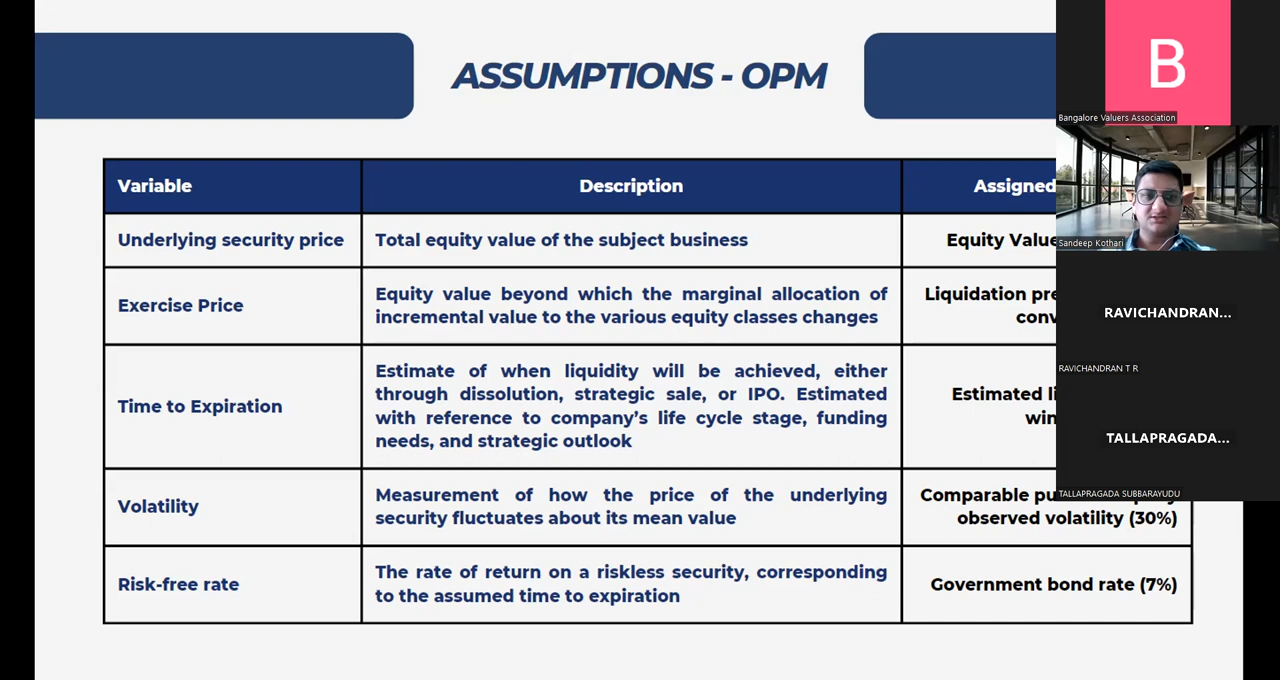 ASSUMPTIONS - OPM
Variable
Description
Assigned
Underlying security price
Total equity value of the subject business
Equity Value
Exercise Price
Equity value beyond which the marginal allocation of
incremental value to the various equity classes changes
Liquidation
Time to Expiration
Estimate of when liquidity will be achieved, either
through dissolution, strategic sale, or IPO. Estimated
with reference to company's life cycle stage, funding
needs, and strategic outlook
Estimated
Volatility
Measurement of how the price of the underlying
security fluctuates about its mean value
Comparable
observed volatility (30%)
Risk-free rate
The rate of return on a riskless security, corresponding
to the assumed time to expiration
Government bond rate (7%)
B
Bangalore Valuers Association
Sandeep Kothari
RAVICHANDRAN...
RAVICHANDRAN T R
TALLAPRAGADA...
TALLAPRAGADA SUBBARAYUDU